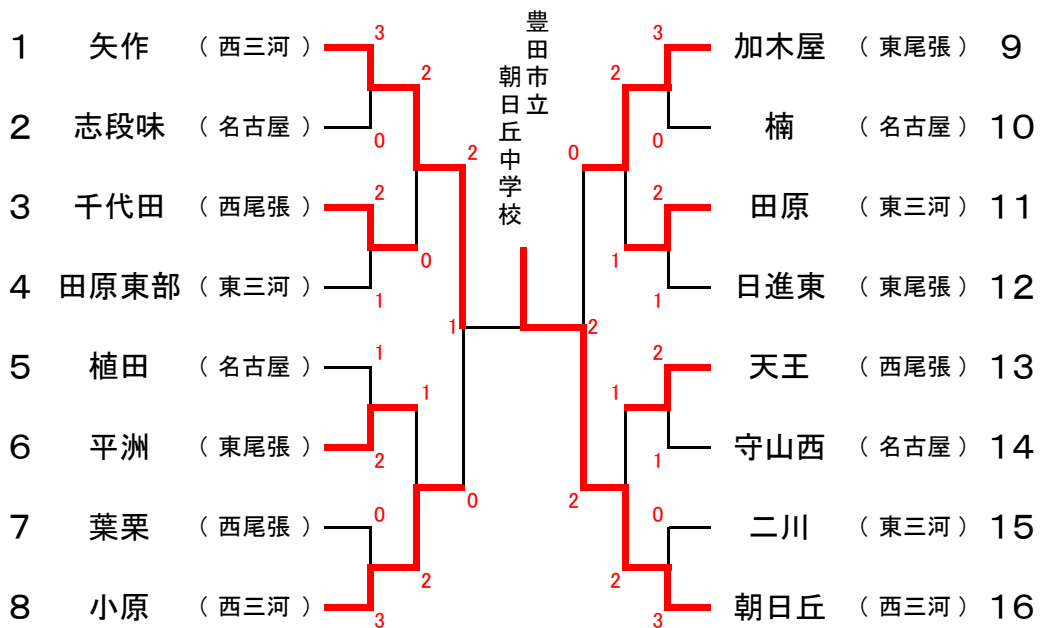 豊田市立
朝日丘中学校
1 矢作 （ 西三河 ） 3
2
2 志段味 （ 名古屋 ） 0
2
3 千代田 （ 西尾張 ） 2
0
4 田原東部 （ 東三河 ） 1
1
5 植田 （ 名古屋 ） 1
1
6 平洲 （ 東尾張 ） 2
0
7 葉栗 （ 西尾張 ） 0
2
8 小原 （ 西三河 ） 3
3 加木屋 （ 東尾張 ） 9
2
0 楠 （ 名古屋 ） 10
0
2 田原 （ 東三河 ） 11
1
1 日進東 （ 東尾張 ） 12
2
2 天王 （ 西尾張 ） 13
1
1 守山西 （ 名古屋 ） 14
2
0 二川 （ 東三河 ） 15
2
3 朝日丘 （ 西三河 ） 16